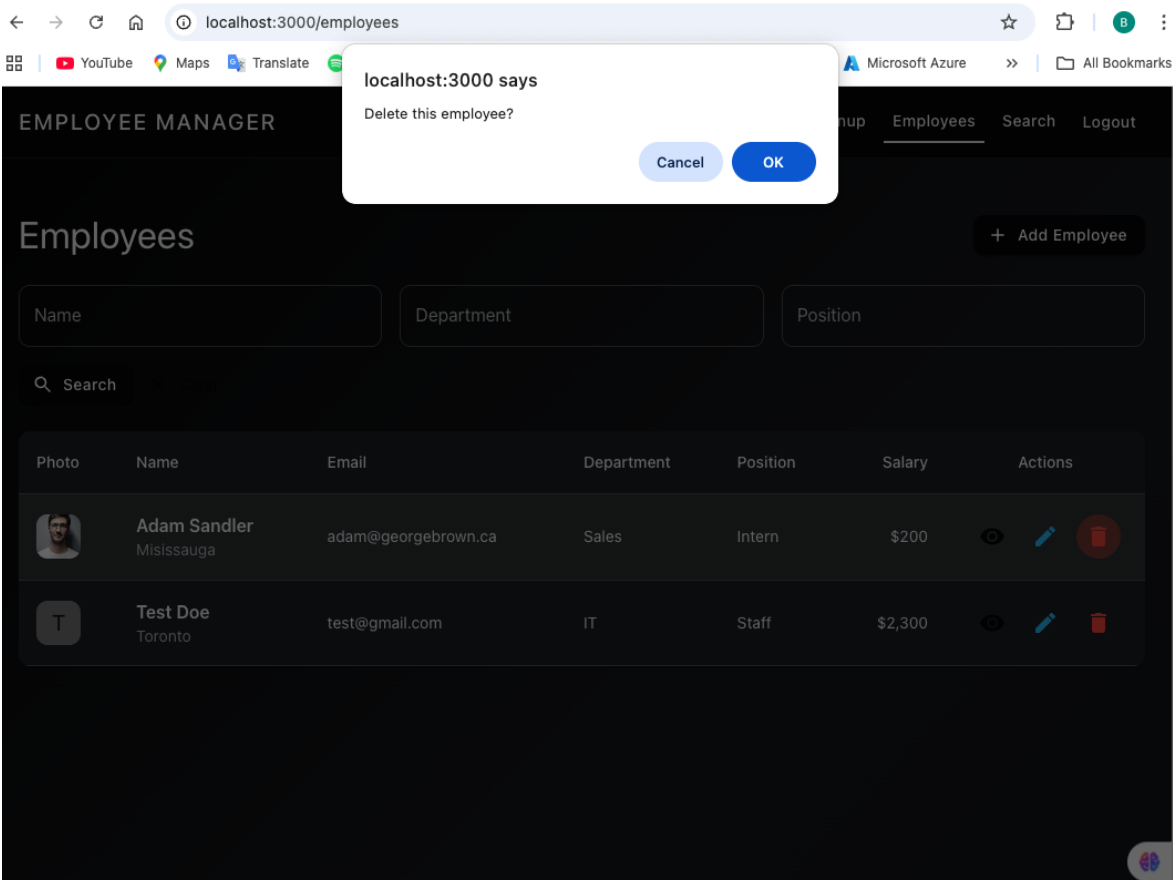 localhost:3000/employees
B
YouTube
Maps
Translate
Microsoft Azure
»
All Bookmarks
localhost:3000 says
Delete this employee?
Cancel
OK
EMPLOYEE MANAGER
nup
Employees
Search
Logout
Employees
+ Add Employee
Name
Department
Position
Search
Photo Name Email Department Position Salary Actions
Adam Sandler
Misissauga
adam@georgebrown.ca Sales Intern $200
T
Test Doe
Toronto
test@gmail.com IT Staff $2,300